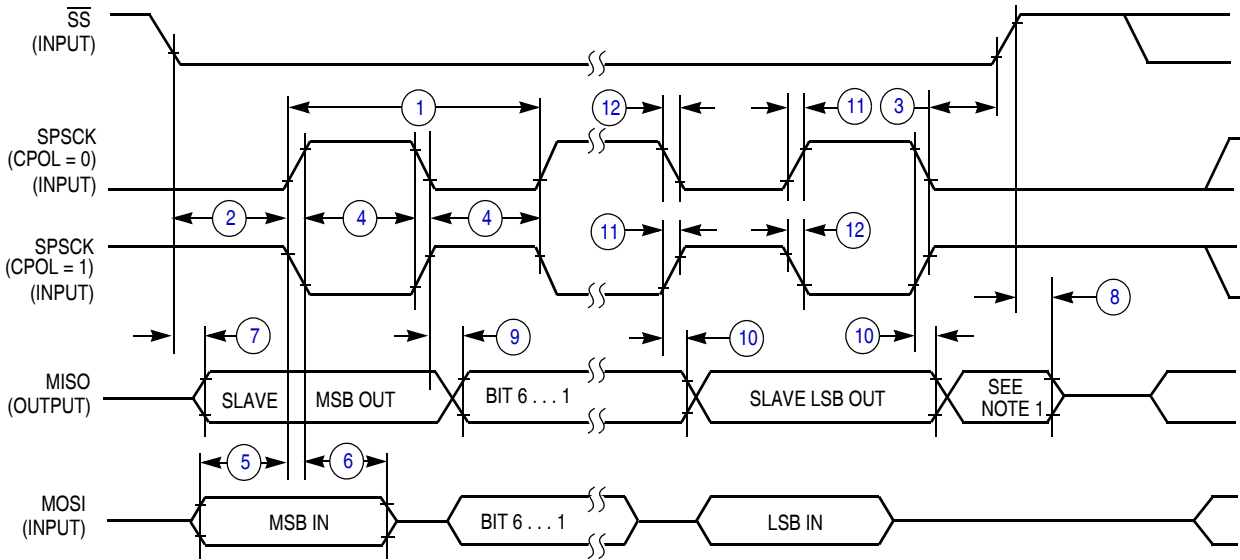 SS
(INPUT)
1
12
11
3
SPSCK
(CPOL = 0)
(INPUT)
2
4
4
11
12
SPSCK
(CPOL = 1)
(INPUT)
8
7
9
10
10
MISO
(OUTPUT)
SLAVE
MSB OUT
BIT 6 . . . 1
SLAVE LSB OUT
SEE
NOTE 1
5
6
MOSI
(INPUT)
MSB IN
BIT 6 . . . 1
LSB IN